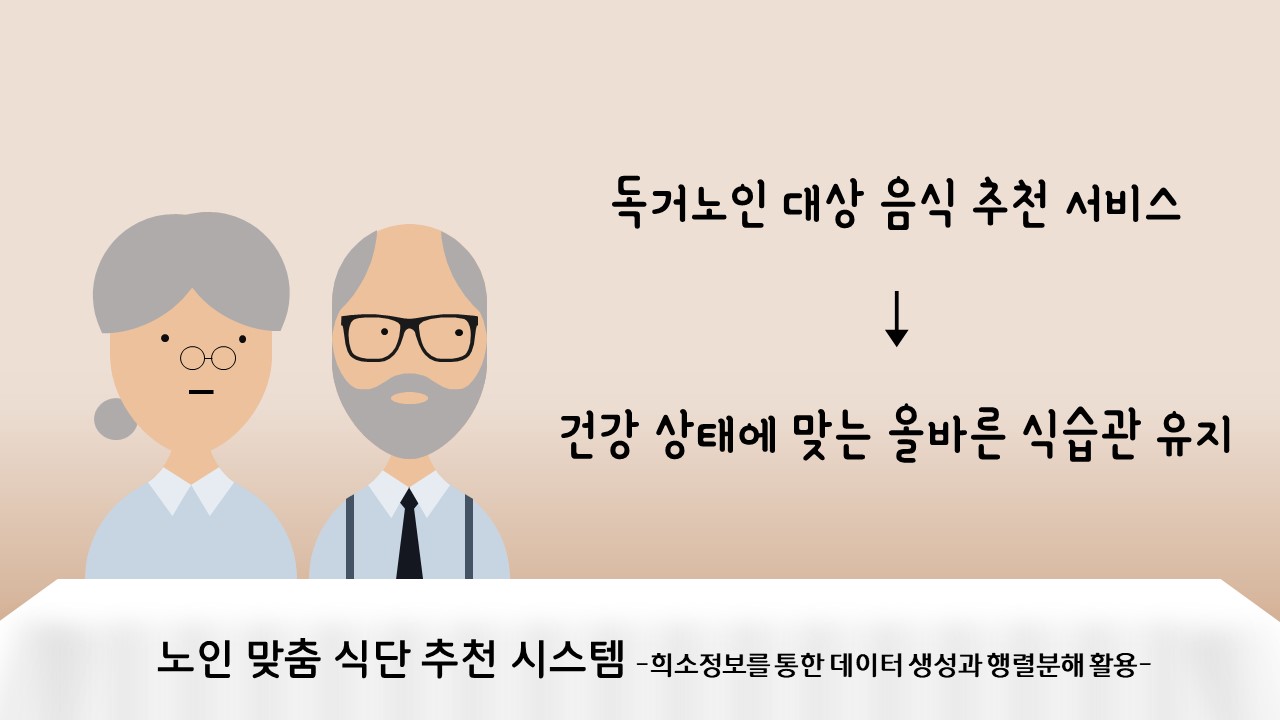 독거노인 대상 음식 추천 서비스
건강 상태에 맞는 올바른 식습관 유지
노인 맞춤 식단 추천 시스템 -희소정보를 통한 데이터 생성과 행렬분해 활용-